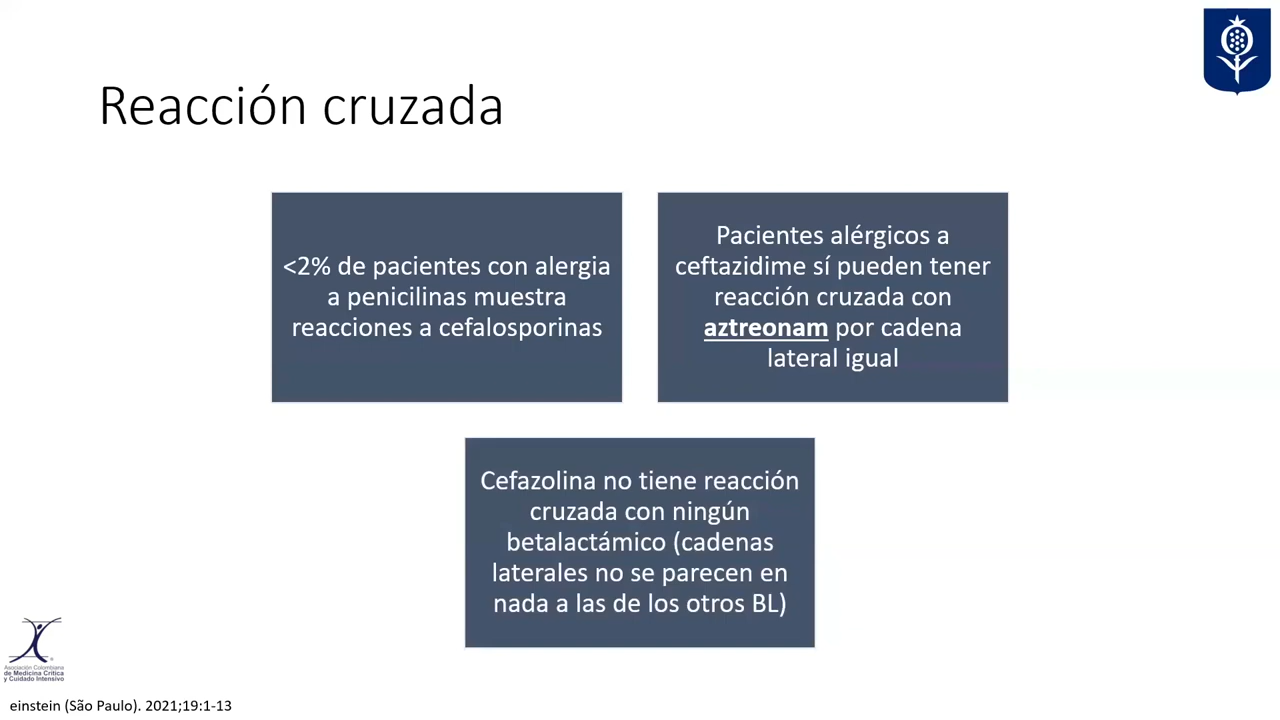 Reacción cruzada
<2% de pacientes con alergia
a penicilinas muestra
reacciones a cefalosporinas
Pacientes alérgicos a
ceftazidime sí pueden tener
reacción cruzada con
aztreonam por cadena
lateral igual
Cefazolina no tiene reacción
cruzada con ningún
betalactámico (cadenas
laterales no se parecen en
nada a las de los otros BL)
Asociación Colombiana
de Medicina Crítica
y Cuidado Intensivo
einstein (São Paulo). 2021;19:1-13